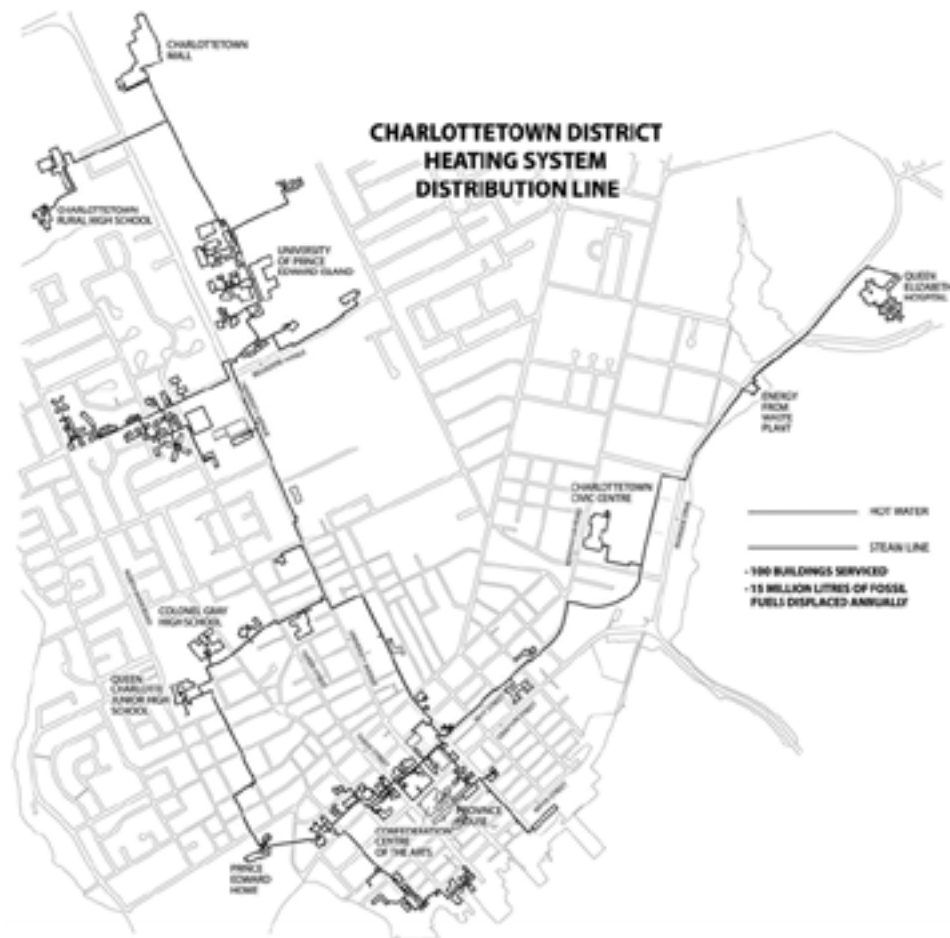 CHARLOTTETOWN
MALL
CHARLOTTETOWN DISTRICT
HEATING SYSTEM
DISTRIBUTION LINE
CHARLOTTETOWN
RURAL HIGH SCHOOL
UNIVERSITY
OF PRINCE
EDWARD ISLAND
QUEEN
ELIZABETH
HOSPITAL
ENERGY
FROM
WASTE
PLANT
CHARLOTTETOWN
CIVIC CENTRE
HOT WATER
STEAM LINE
- 100 BUILDINGS SERVICED
- 15 MILLION LITRES OF FOSSIL
FUELS DISPLACED ANNUALLY
COLONEL GRAY
HIGH SCHOOL
QUEEN
CHARLOTTE
JUNIOR HIGH
SCHOOL
PROVINCE
HOUSE
CONFEDERATION
CENTRE
OF THE ARTS
PRINCE
EDWARD
HOME